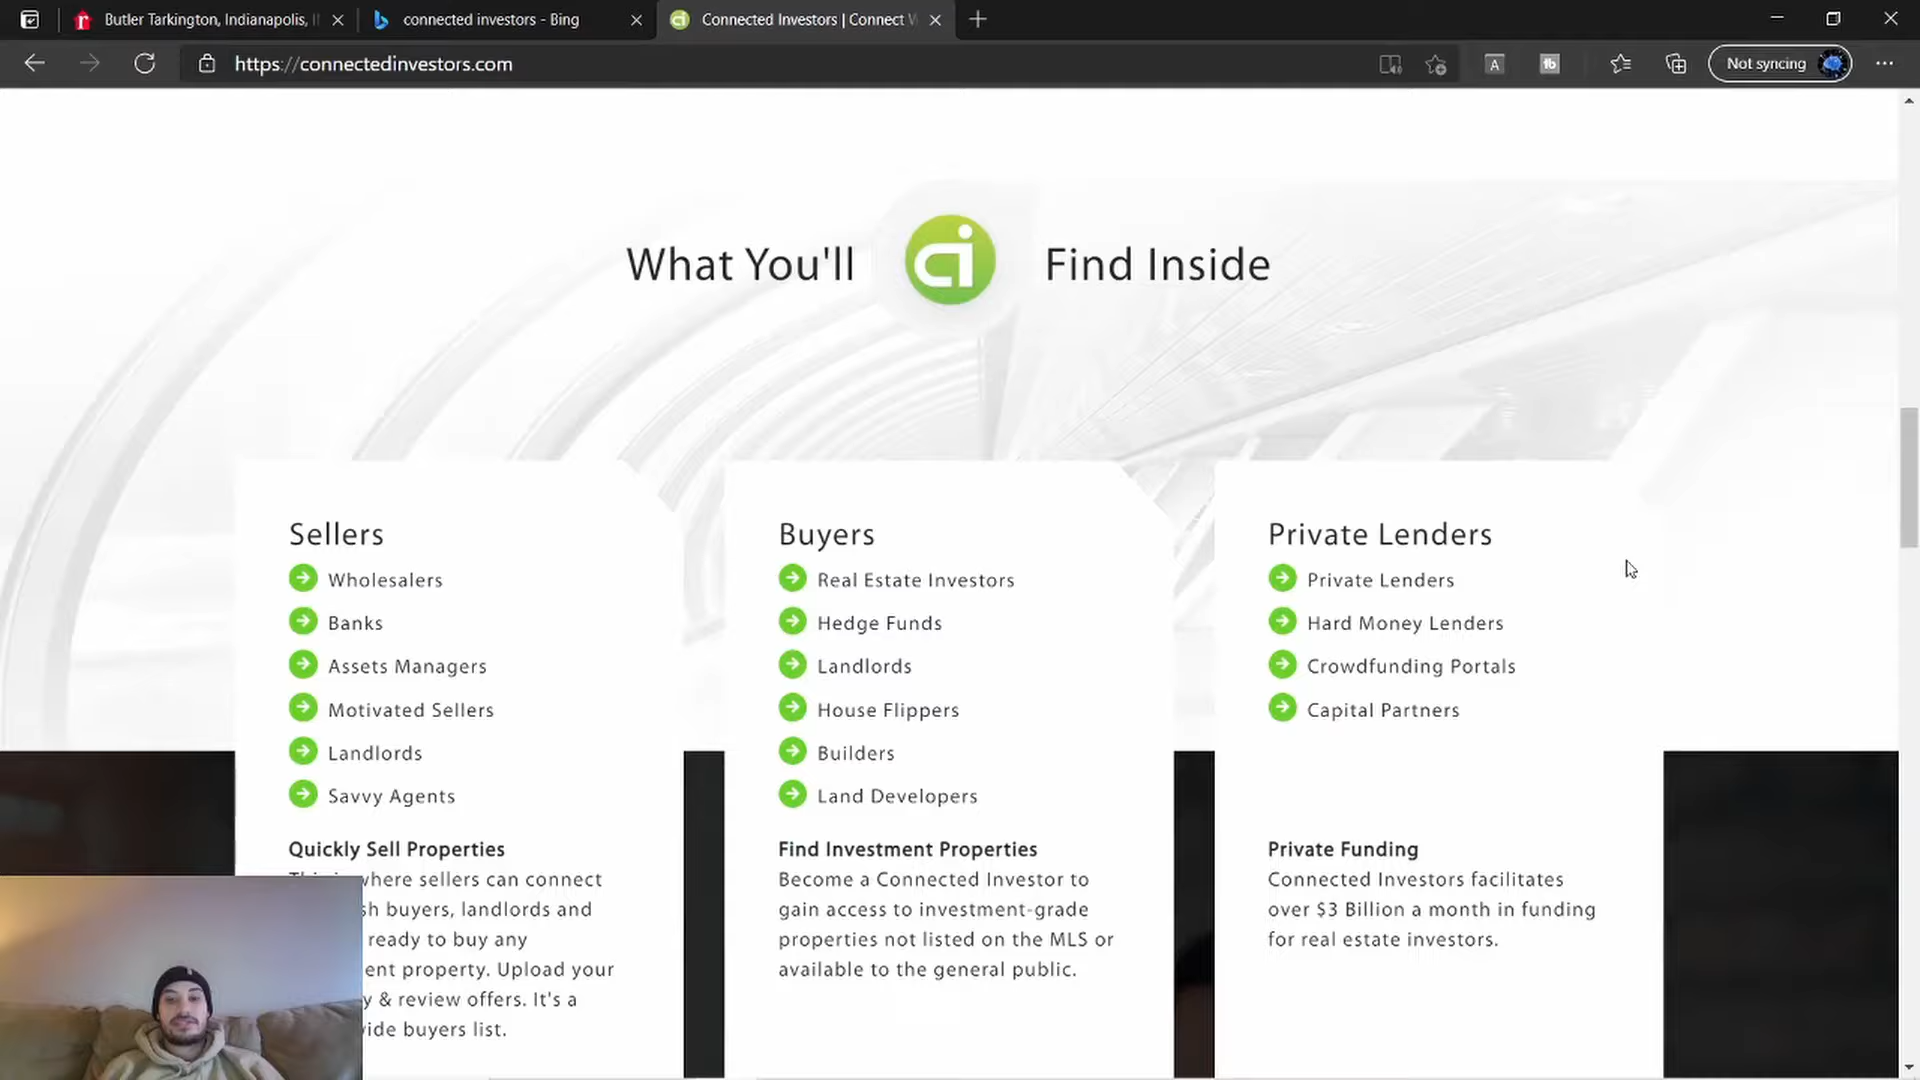 Butler Tarkington, Indianapolis, I
connected investors - Bing
Connected Investors | Connect W
https://connectedinvestors.com
A
tb
Not syncing
What You'll
ai
Find Inside
Sellers
Wholesalers
Banks
Assets Managers
Motivated Sellers
Landlords
Savvy Agents
Quickly Sell Properties
where sellers can connect
sh buyers, landlords and
ready to buy any
ent property. Upload your
y & review offers. It's a
ide buyers list.
Buyers
Real Estate Investors
Hedge Funds
Landlords
House Flippers
Builders
Land Developers
Find Investment Properties
Become a Connected Investor to
gain access to investment-grade
properties not listed on the MLS or
available to the general public.
Private Lenders
Private Lenders
Hard Money Lenders
Crowdfunding Portals
Capital Partners
Private Funding
Connected Investors facilitates
over $3 Billion a month in funding
for real estate investors.